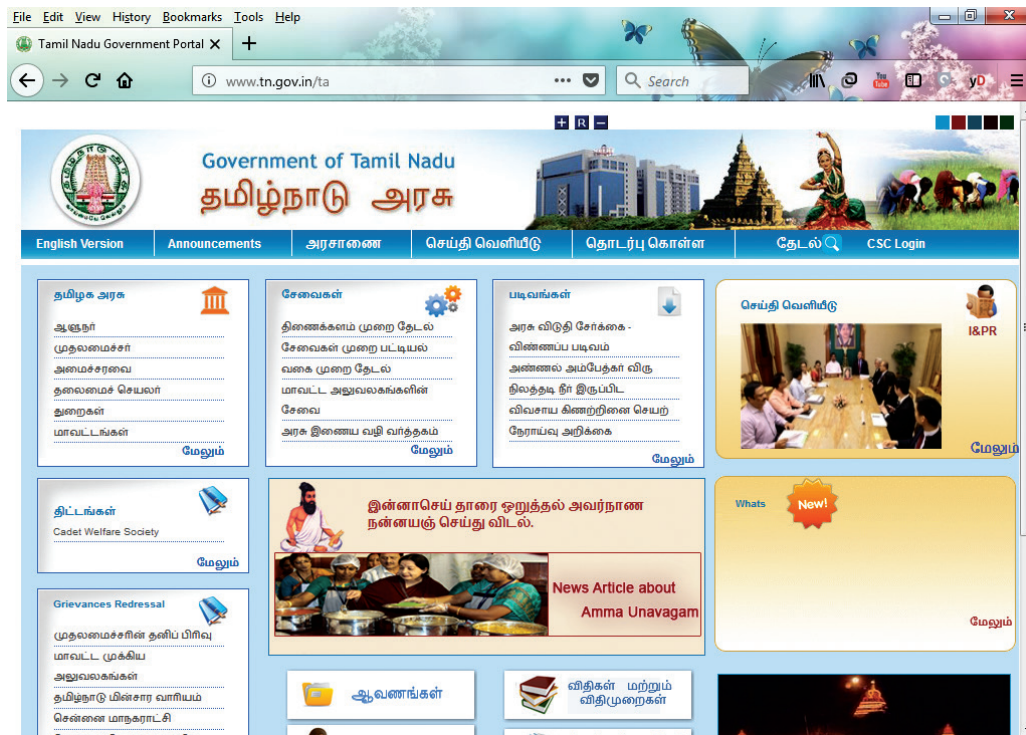 File Edit View History Bookmarks Tools Help
Tamil Nadu Government Portal
www.tn.gov.in/ta
Search
+ R −
Government of Tamil Nadu
தமிழ்நாடு அரசு
English Version Announcements அரசாணை செய்தி வெளியீடு தொடர்பு கொள்ள தேடல் CSC Login
தமிழக அரசு
ஆளுநர்
முதலமைச்சர்
அமைச்சரவை
தலைமைச் செயலர்
துறைகள்
மாவட்டங்கள்
மேலும்
சேவைகள்
திணைக்களம் முறை தேடல்
சேவைகள் முறை பட்டியல்
வகை முறை தேடல்
மாவட்ட அலுவலகங்களின்
சேவை
அரசு இணைய வழி வர்த்தகம்
மேலும்
படிவங்கள்
அரசு விடுதி சேர்க்கை -
விண்ணப்ப படிவம்
அண்ணல் அம்பேத்கர் விரு
நிலத்தடி நீர் இருப்பிட
விவசாய கிணற்றினை செயற்
நேராய்வு அறிக்கை
மேலும்
செய்தி வெளியீடு
I&PR
மேலும்
திட்டங்கள்
Cadet Welfare Society
மேலும்
இன்னாசெய் தாரை ஒறுத்தல் அவர்நாண
நன்னயஞ் செய்து விடல்.
News Article about
Amma Unavagam
Whats New!
மேலும்
Grievances Redressal
முதலமைச்சரின் தனிப் பிரிவு
மாவட்ட முக்கிய
அலுவலகங்கள்
தமிழ்நாடு மின்சார வாரியம்
சென்னை மாநகராட்சி
ஆவணங்கள்
விதிகள் மற்றும்
விதிமுறைகள்